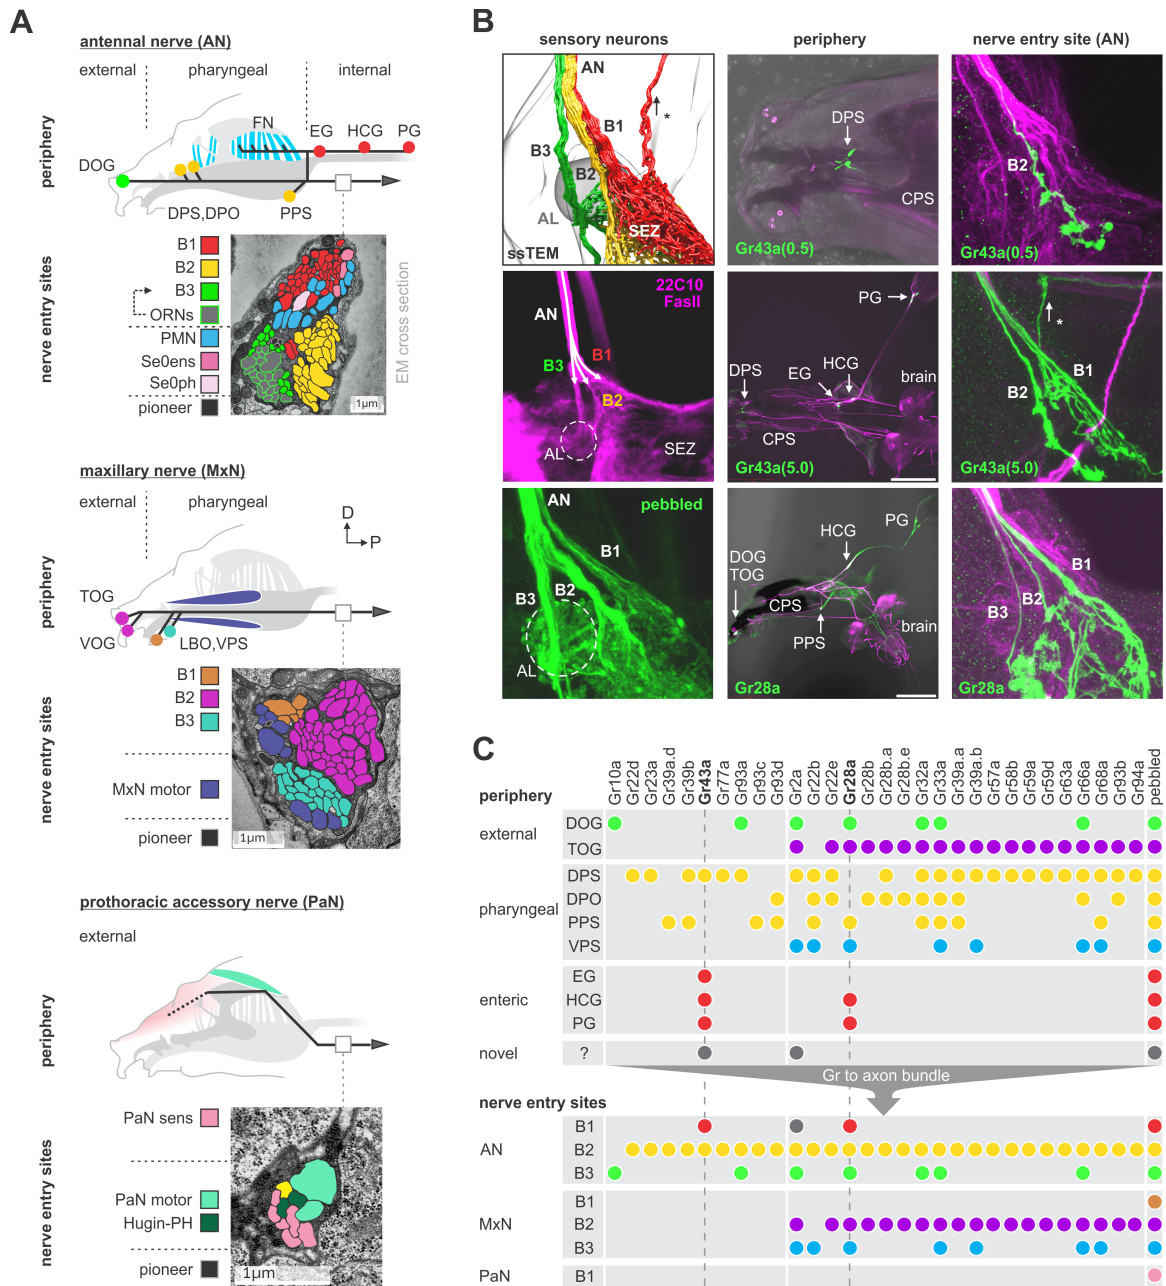 A
antennal nerve (AN)
external
pharyngeal
internal
periphery
FN
EG
HCG
PG
DOG
DPS,DPO
PPS
nerve entry sites
B1
B2
B3
ORNs
PMN
Se0ens
Se0ph
pioneer
1µm
EM cross section
maxillary nerve (MxN)
external
pharyngeal
D
P
periphery
TOG
VOG
LBO,VPS
nerve entry sites
B1
B2
B3
MxN motor
pioneer
1µm
prothoracic accessory nerve (PaN)
external
periphery
nerve entry sites
PaN sens
PaN motor
Hugin-PH
pioneer
1µm
B
sensory neurons
periphery
nerve entry site (AN)
AN
B1
*
B3
B2
AL
SEZ
ssTEM
DPS
CPS
Gr43a(0.5)
B2
Gr43a(0.5)
22C10
FasII
AN
B3
B1
B2
AL
SEZ
PG
HCG
EG
DPS
brain
CPS
Gr43a(5.0)
*
B1
B2
Gr43a(5.0)
AN
pebbled
B1
B2
B3
AL
PG
HCG
DOG
TOG
CPS
PPS
brain
Gr28a
B1
B2
B3
Gr28a
C
periphery
Gr10a
Gr22d
Gr23a
Gr39a.d
Gr39b
Gr43a
Gr77a
Gr93a
Gr93c
Gr93d
Gr2a
Gr22b
Gr22e
Gr28a
Gr28b
Gr28b.a
Gr28b.e
Gr32a
Gr33a
Gr39a.a
Gr39a.b
Gr57a
Gr58b
Gr59a
Gr59d
Gr63a
Gr66a
Gr68a
Gr93b
Gr94a
pebbled
external
DOG
TOG
pharyngeal
DPS
DPO
PPS
VPS
enteric
EG
HCG
PG
novel
?
Gr to axon bundle
nerve entry sites
AN
B1
B2
B3
MxN
B1
B2
B3
PaN
B1